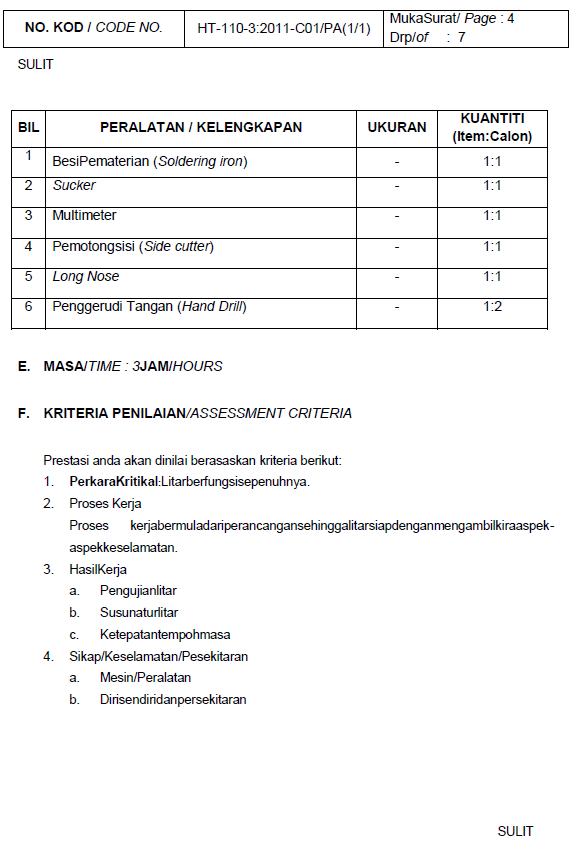 NO. KOD / CODE NO. HT-110-3:2011-C01/PA(1/1) MukaSurat/ Page : 4
Drp/of : 7
SULIT
BIL PERALATAN / KELENGKAPAN UKURAN KUANTITI (Item:Calon)
1 BesiPematerian (Soldering iron) - 1:1
2 Sucker - 1:1
3 Multimeter - 1:1
4 Pemotongsisi (Side cutter) - 1:1
5 Long Nose - 1:1
6 Penggerudi Tangan (Hand Drill) - 1:2
E. MASA/TIME : 3JAM/HOURS
F. KRITERIA PENILAIAN/ASSESSMENT CRITERIA
Prestasi anda akan dinilai berasaskan kriteria berikut:
1. PerkaraKritikal:Litarberfungsisepenuhnya.
2. Proses Kerja
Proses kerjabermuladariperancangansehinggalitarsiapdenganmengambilkiraaspek-
aspekkeselamatan.
3. HasilKerja
a. Pengujianlitar
b. Susunaturlitar
c. Ketepatantempohmasa
4. Sikap/Keselamatan/Pesekitaran
a. Mesin/Peralatan
b. Dirisendiridanpersekitaran
SULIT